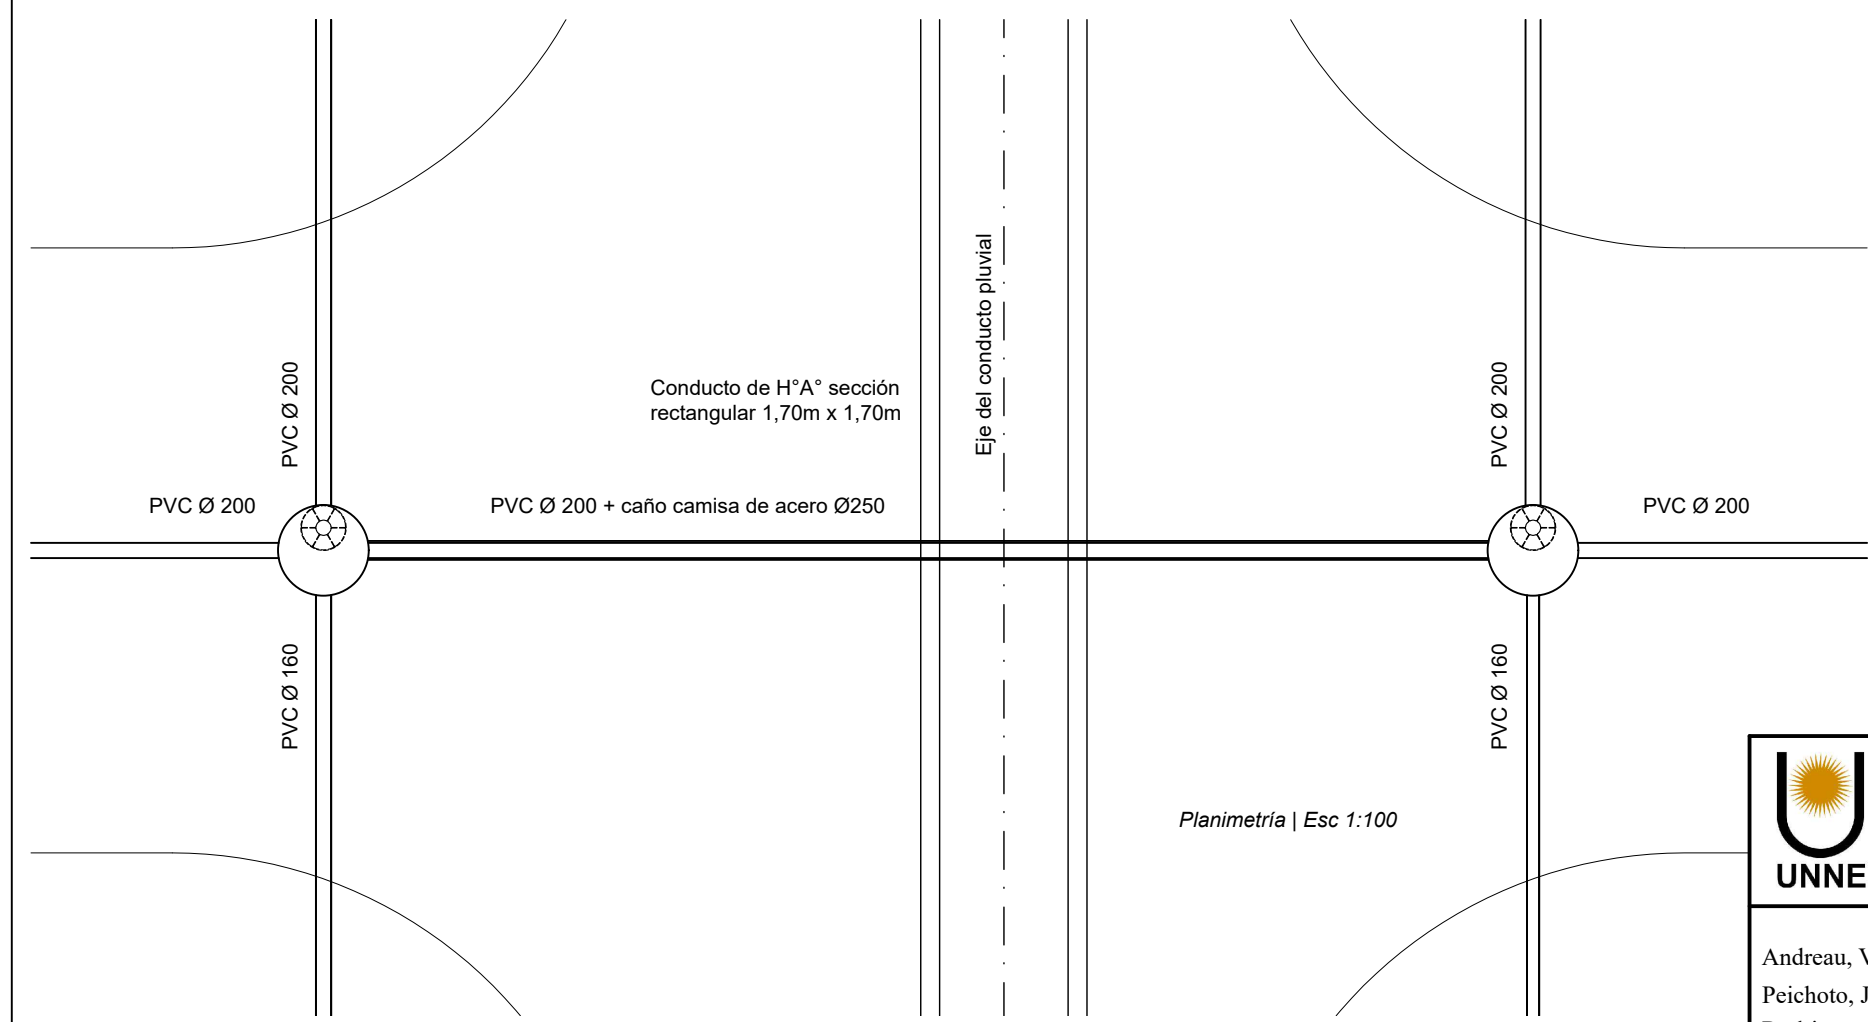 Eje del conducto pluvial
PVC Ø 200
PVC Ø 200
Conducto de H°A° sección
rectangular 1,70m x 1,70m
PVC Ø 200
PVC Ø 200 + caño camisa de acero Ø250
PVC Ø 200
PVC Ø 160
PVC Ø 160
Planimetría | Esc 1:100
UNNE
Andreau, V
Peichoto, J